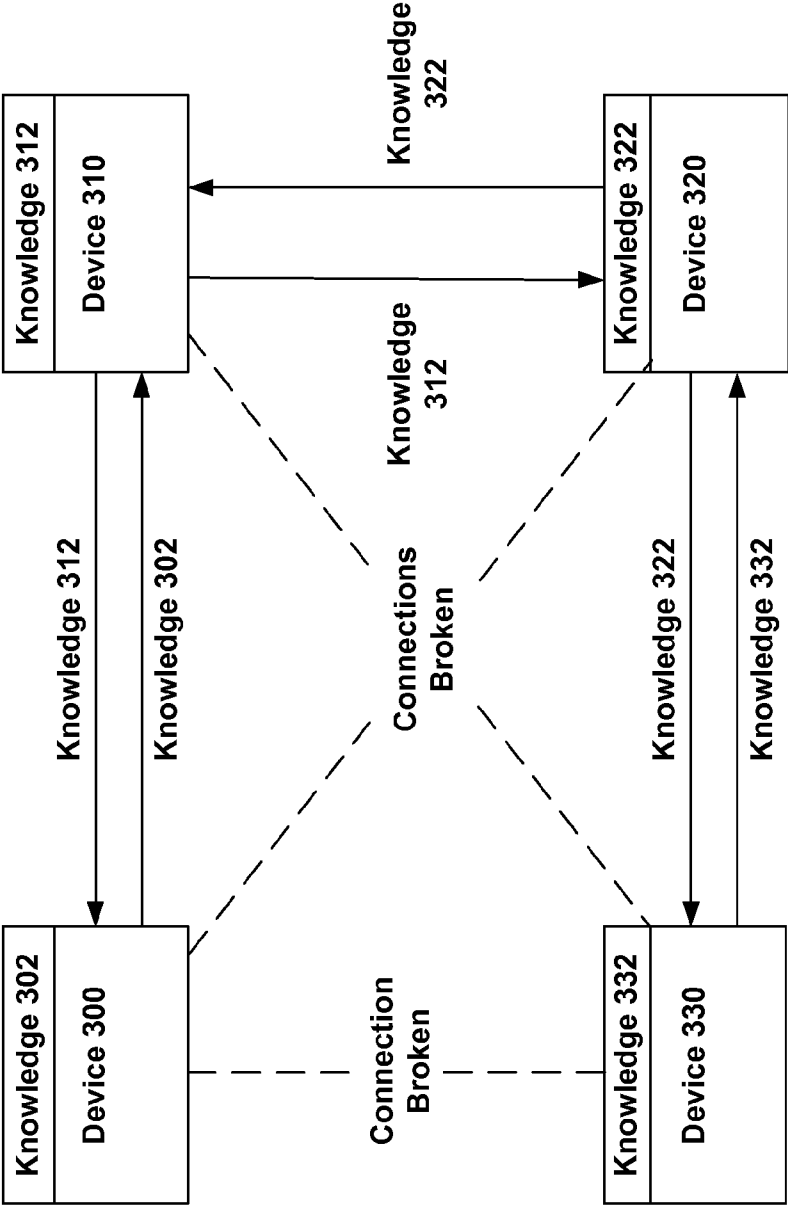 Knowledge 302
Device 300
Knowledge 312
Knowledge 302
Knowledge 312
Device 310
Connection
Broken
Connections
Broken
Knowledge
312
Knowledge
322
Knowledge 332
Device 330
Knowledge 322
Knowledge 332
Knowledge 322
Device 320